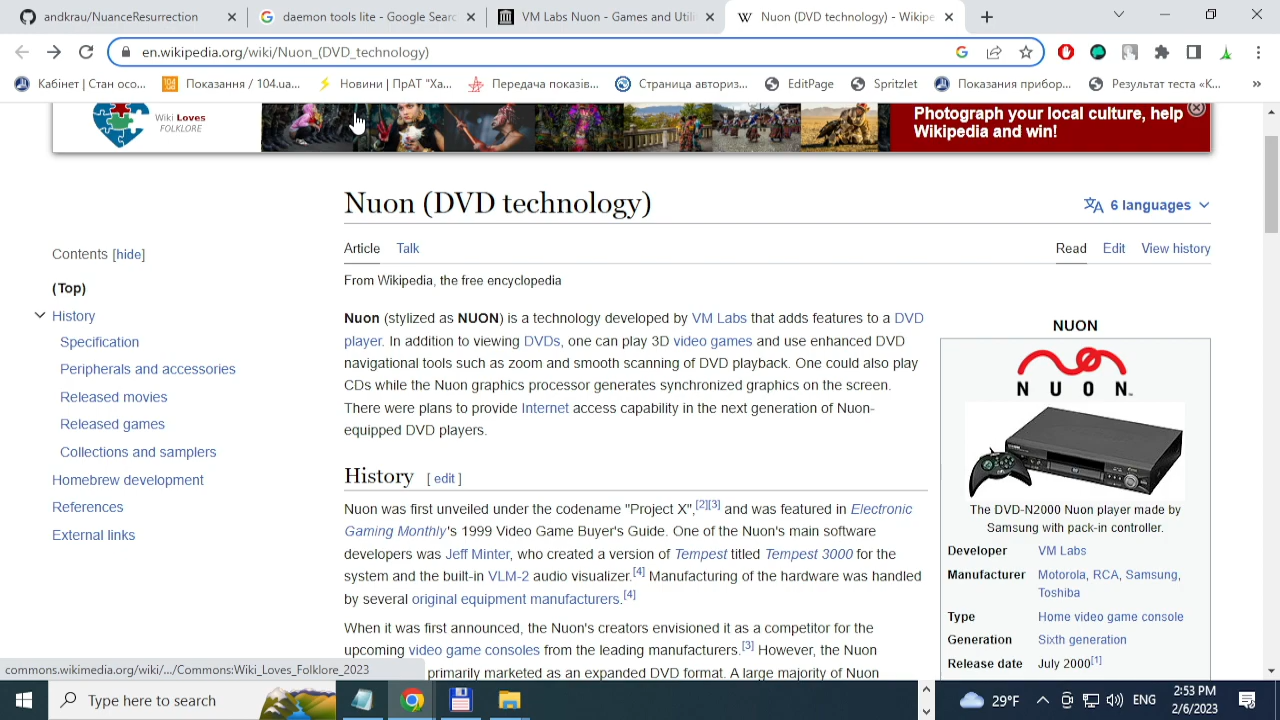 andkrau/NuanceResurrection
daemon tools lite - Google Searc
VM Labs Nuon - Games and Utili
Nuon (DVD technology) - Wikipe
en.wikipedia.org/wiki/Nuon_(DVD_technology)
Кабінет | Стан осо...
Показання / 104.ua...
Новини | ПрАТ "Ха...
Передача показів...
Страница авториз...
EditPage
Spritzlet
Показания прибор...
Результат теста «К...
»
Wiki Loves
FOLKLORE
Photograph your local culture, help
Wikipedia and win!
Nuon (DVD technology)
6 languages
Contents [hide]
(Top)
History
Specification
Peripherals and accessories
Released movies
Released games
Collections and samplers
Homebrew development
References
External links
Article Talk
Read Edit View history
From Wikipedia, the free encyclopedia
Nuon (stylized as NUON) is a technology developed by VM Labs that adds features to a DVD
player. In addition to viewing DVDs, one can play 3D video games and use enhanced DVD
navigational tools such as zoom and smooth scanning of DVD playback. One could also play
CDs while the Nuon graphics processor generates synchronized graphics on the screen.
There were plans to provide Internet access capability in the next generation of Nuon-
equipped DVD players.
History [ edit ]
Nuon was first unveiled under the codename "Project X",[2][3] and was featured in Electronic
Gaming Monthly's 1999 Video Game Buyer's Guide. One of the Nuon's main software
developers was Jeff Minter, who created a version of Tempest titled Tempest 3000 for the
system and the built-in VLM-2 audio visualizer.[4] Manufacturing of the hardware was handled
by several original equipment manufacturers.[4]
When it was first announced, the Nuon's creators envisioned it as a competitor for the
upcoming video game consoles from the leading manufacturers.[3] However, the Nuon
primarily marketed as an expanded DVD format. A large majority of Nuon
NUON
NUON™
The DVD-N2000 Nuon player made by
Samsung with pack-in controller.
Developer VM Labs
Manufacturer Motorola, RCA, Samsung,
Toshiba
Type Home video game console
Generation Sixth generation
Release date July 2000[1]
commons.wikimedia.org/wiki/.../Commons:Wiki_Loves_Folklore_2023
Type here to search
29°F
ENG
2:53 PM
2/6/2023